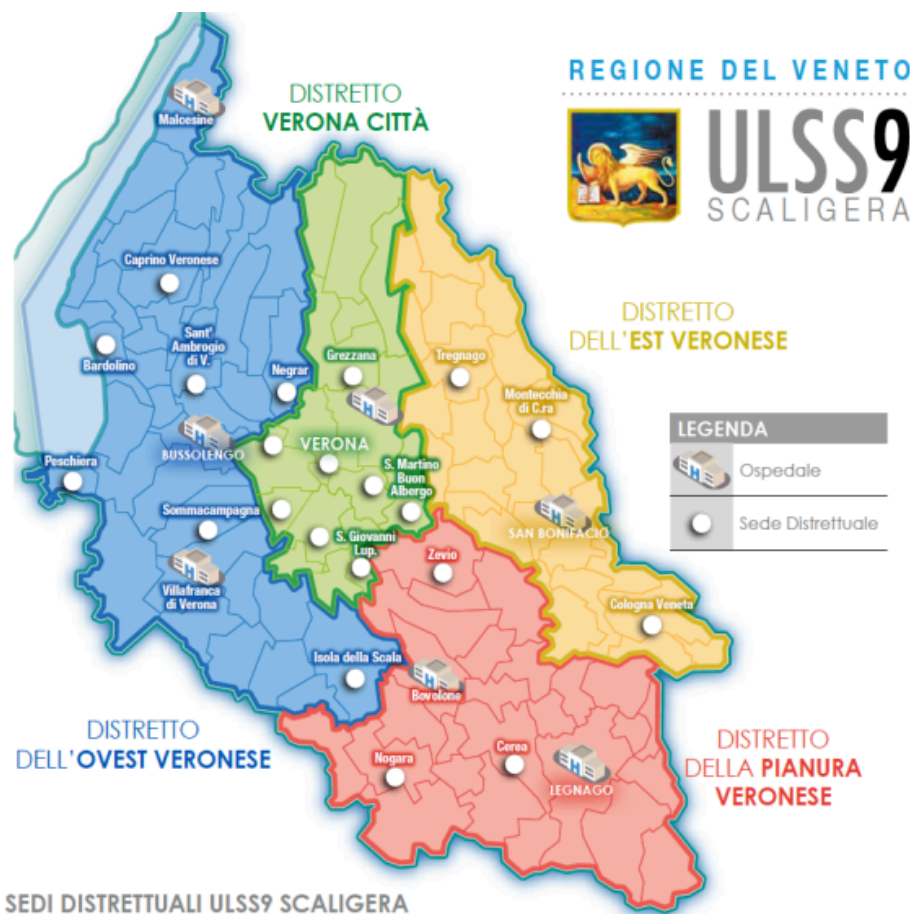 REGIONE DEL VENETO
ULSS9
SCALIGERA
DISTRETTO
VERONA CITTÀ
Malcesine
Caprino Veronese
Sant'
Ambrogio
di V.
Bardolino
Negrar
Grezzana
Tregnago
DISTRETTO
DELL'EST VERONESE
Montecchia
di C.ra
BUSSOLENGO
VERONA
Peschiera
S. Martino
Buon
Albergo
LEGENDA
H
Ospedale
Sede Distrettuale
Sommacampagna
SAN BONIFACIO
S. Giovanni
Lup.
Zevio
Villafranca
di Verona
Cologna Veneta
Isola della Scala
Bovolone
DISTRETTO
DELL'OVEST VERONESE
Nogara
Cerea
LEGNAGO
DISTRETTO
DELLA PIANURA
VERONESE
SEDI DISTRETTUALI ULSS9 SCALIGERA